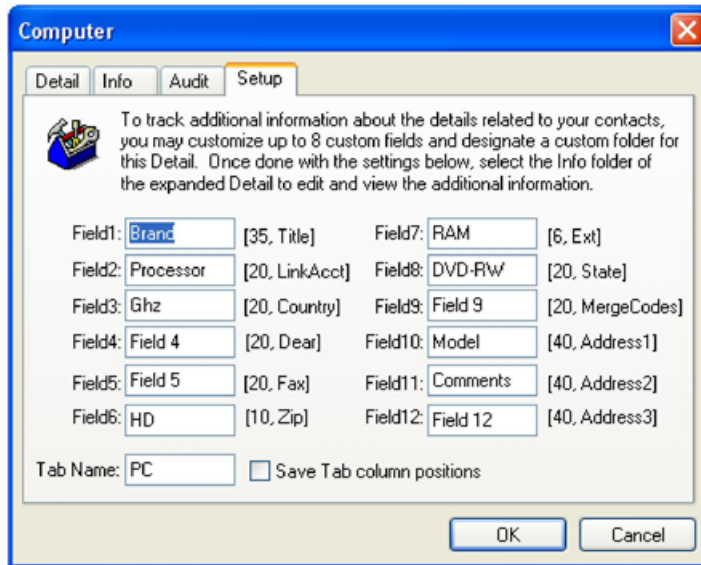 Computer
Detail Info Audit Setup
To track additional information about the details related to your contacts,
you may customize up to 8 custom fields and designate a custom folder for
this Detail. Once done with the settings below, select the Info folder of
the expanded Detail to edit and view the additional information.
Field1: Brand [35, Title] Field7: RAM [6, Ext]
Field2: Processor [20, LinkAcct] Field8: DVD-RW [20, State]
Field3: Ghz [20, Country] Field9: Field 9 [20, MergeCodes]
Field4: Field 4 [20, Dear] Field10: Model [40, Address1]
Field5: Field 5 [20, Fax] Field11: Comments [40, Address2]
Field6: HD [10, Zip] Field12: Field 12 [40, Address3]
Tab Name: PC Save Tab column positions
OK Cancel